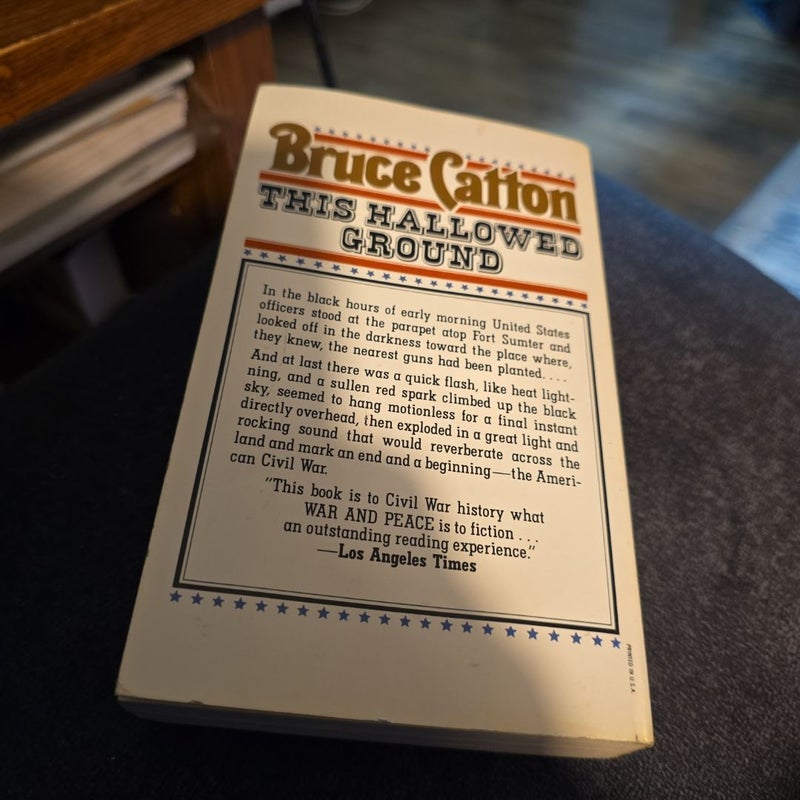 Bruce Catton
THIS HALLOWED
GROUND
In the black hours of early morning United States
officers stood at the parapet atop Fort Sumter and
looked off in the darkness toward the place where,
they knew, the nearest guns had been planted. . . .
And at last there was a quick flash, like heat light-
ning, and a sullen red spark climbed up the black
sky, seemed to hang motionless for a final instant
directly overhead, then exploded in a great light and
rocking sound that would reverberate across the
land and mark an end and a beginning—the Ameri-
can Civil War.
"This book is to Civil War history what
WAR AND PEACE is to fiction . . .
an outstanding reading experience."
—Los Angeles Times
PRINTED IN U.S.A.